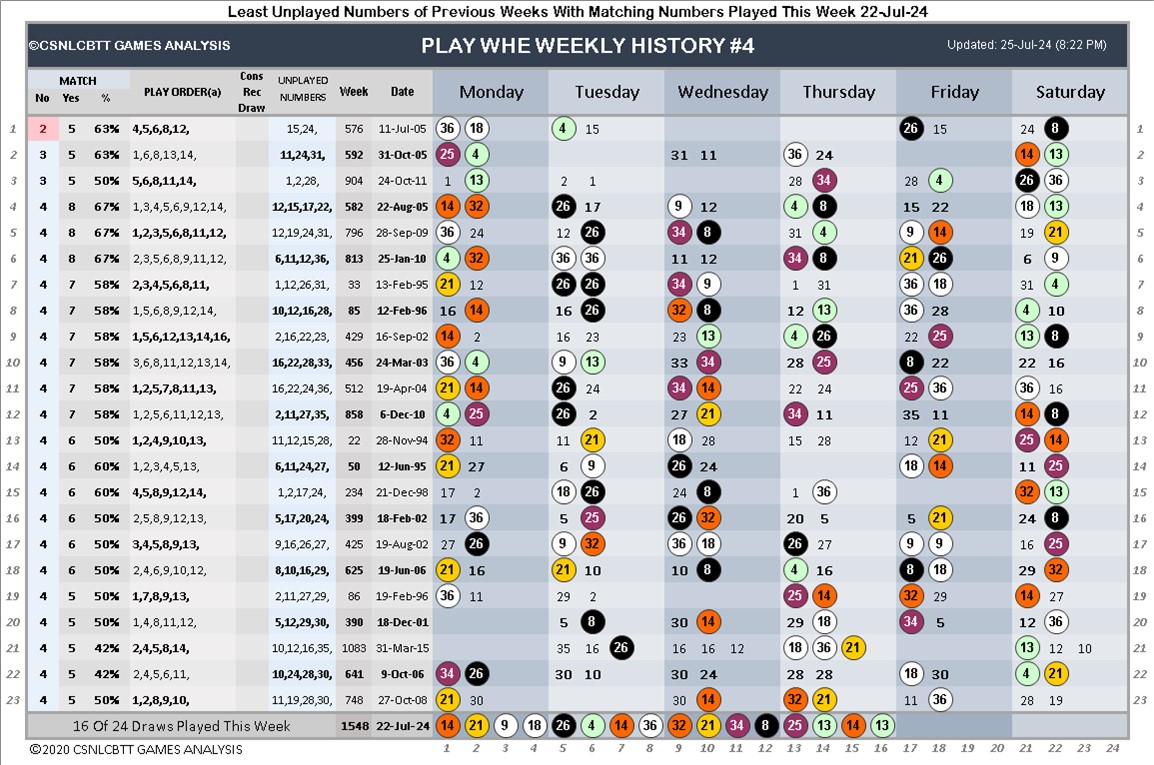 Least Unplayed Numbers of Previous Weeks With Matching Numbers Played This Week 22-Jul-24
©CSNLCBTT GAMES ANALYSIS PLAY WHE WEEKLY HISTORY #4 Updated: 25-Jul-24 (8:22 PM)
MATCH No Yes % PLAY ORDER(a) Cons Rec Draw UNPLAYED NUMBERS Week Date Monday Tuesday Wednesday Thursday Friday Saturday
1 2 5 63% 4,5,6,8,12, 15,24, 576 11-Jul-05 36 18 4 15 26 15 24 8 1
2 3 5 63% 1,6,8,13,14, 11,24,31, 592 31-Oct-05 25 4 31 11 36 24 14 13 2
3 3 5 50% 5,6,8,11,14, 1,2,28, 904 24-Oct-11 1 13 2 1 28 34 28 4 26 36 3
4 4 8 67% 1,3,4,5,6,9,12,14, 12,15,17,22, 582 22-Aug-05 14 32 26 17 9 12 4 8 15 22 18 13 4
5 4 8 67% 1,2,3,5,6,8,11,12, 12,19,24,31, 796 28-Sep-09 36 24 12 26 34 8 31 4 9 14 19 21 5
6 4 8 67% 2,3,5,6,8,9,11,12, 6,11,12,36, 813 25-Jan-10 4 32 36 36 11 12 34 8 21 26 6 9 6
7 4 7 58% 2,3,4,5,6,8,11, 1,12,26,31, 33 13-Feb-95 21 12 26 26 34 9 1 31 36 18 31 4 7
8 4 7 58% 1,5,6,8,9,12,14, 10,12,16,28, 85 12-Feb-96 16 14 16 26 32 8 12 13 36 28 4 10 8
9 4 7 58% 1,5,6,12,13,14,16, 2,16,22,23, 429 16-Sep-02 14 2 16 23 23 13 4 26 22 25 13 8 9
10 4 7 58% 3,6,8,11,12,13,14, 16,22,28,33, 456 24-Mar-03 36 4 9 13 33 34 28 25 8 22 22 16 10
11 4 7 58% 1,2,5,7,8,11,13, 16,22,24,36, 512 19-Apr-04 21 14 26 24 34 14 22 24 25 36 36 16 11
12 4 7 58% 1,2,5,6,11,12,13, 2,11,27,35, 858 6-Dec-10 4 25 26 2 27 21 34 11 35 11 14 8 12
13 4 6 50% 1,2,4,9,10,13, 11,12,15,28, 22 28-Nov-94 32 11 11 21 18 28 15 28 12 21 25 14 13
14 4 6 60% 1,2,3,4,5,13, 6,11,24,27, 50 12-Jun-95 21 27 6 9 26 24 18 14 11 25 14
15 4 6 60% 4,5,8,9,12,14, 1,2,17,24, 234 21-Dec-98 17 2 18 26 24 8 1 36 32 13 15
16 4 6 50% 2,5,8,9,12,13, 5,17,20,24, 399 18-Feb-02 17 36 5 25 26 32 20 5 5 21 24 8 16
17 4 6 50% 3,4,5,8,9,13, 9,16,26,27, 425 19-Aug-02 27 26 9 32 36 18 26 27 9 9 16 25 17
18 4 6 50% 2,4,6,9,10,12, 8,10,16,29, 625 19-Jun-06 21 16 21 10 10 8 4 16 8 18 29 32 18
19 4 5 50% 1,7,8,9,13, 2,11,27,29, 86 19-Feb-96 36 11 29 2 25 14 32 29 14 27 19
20 4 5 50% 1,4,8,11,12, 5,12,29,30, 390 18-Dec-01 5 8 30 14 29 18 34 5 12 36 20
21 4 5 42% 2,4,5,8,14, 10,12,16,35, 1083 31-Mar-15 35 16 26 16 16 12 18 36 21 13 12 10 21
22 4 5 42% 2,4,5,6,11, 10,24,28,30, 641 9-Oct-06 34 26 30 10 30 24 28 28 18 30 4 21 22
23 4 5 50% 1,2,8,9,10, 11,19,28,30, 748 27-Oct-08 21 30 30 14 32 21 11 36 28 19 23
16 Of 24 Draws Played This Week 1548 22-Jul-24 14 21 9 18 26 4 14 36 32 21 34 8 25 13 14 13
©2020 CSNLCBTT GAMES ANALYSIS 1 2 3 4 5 6 7 8 9 10 11 12 13 14 15 16 17 18 19 20 21 22 23 24